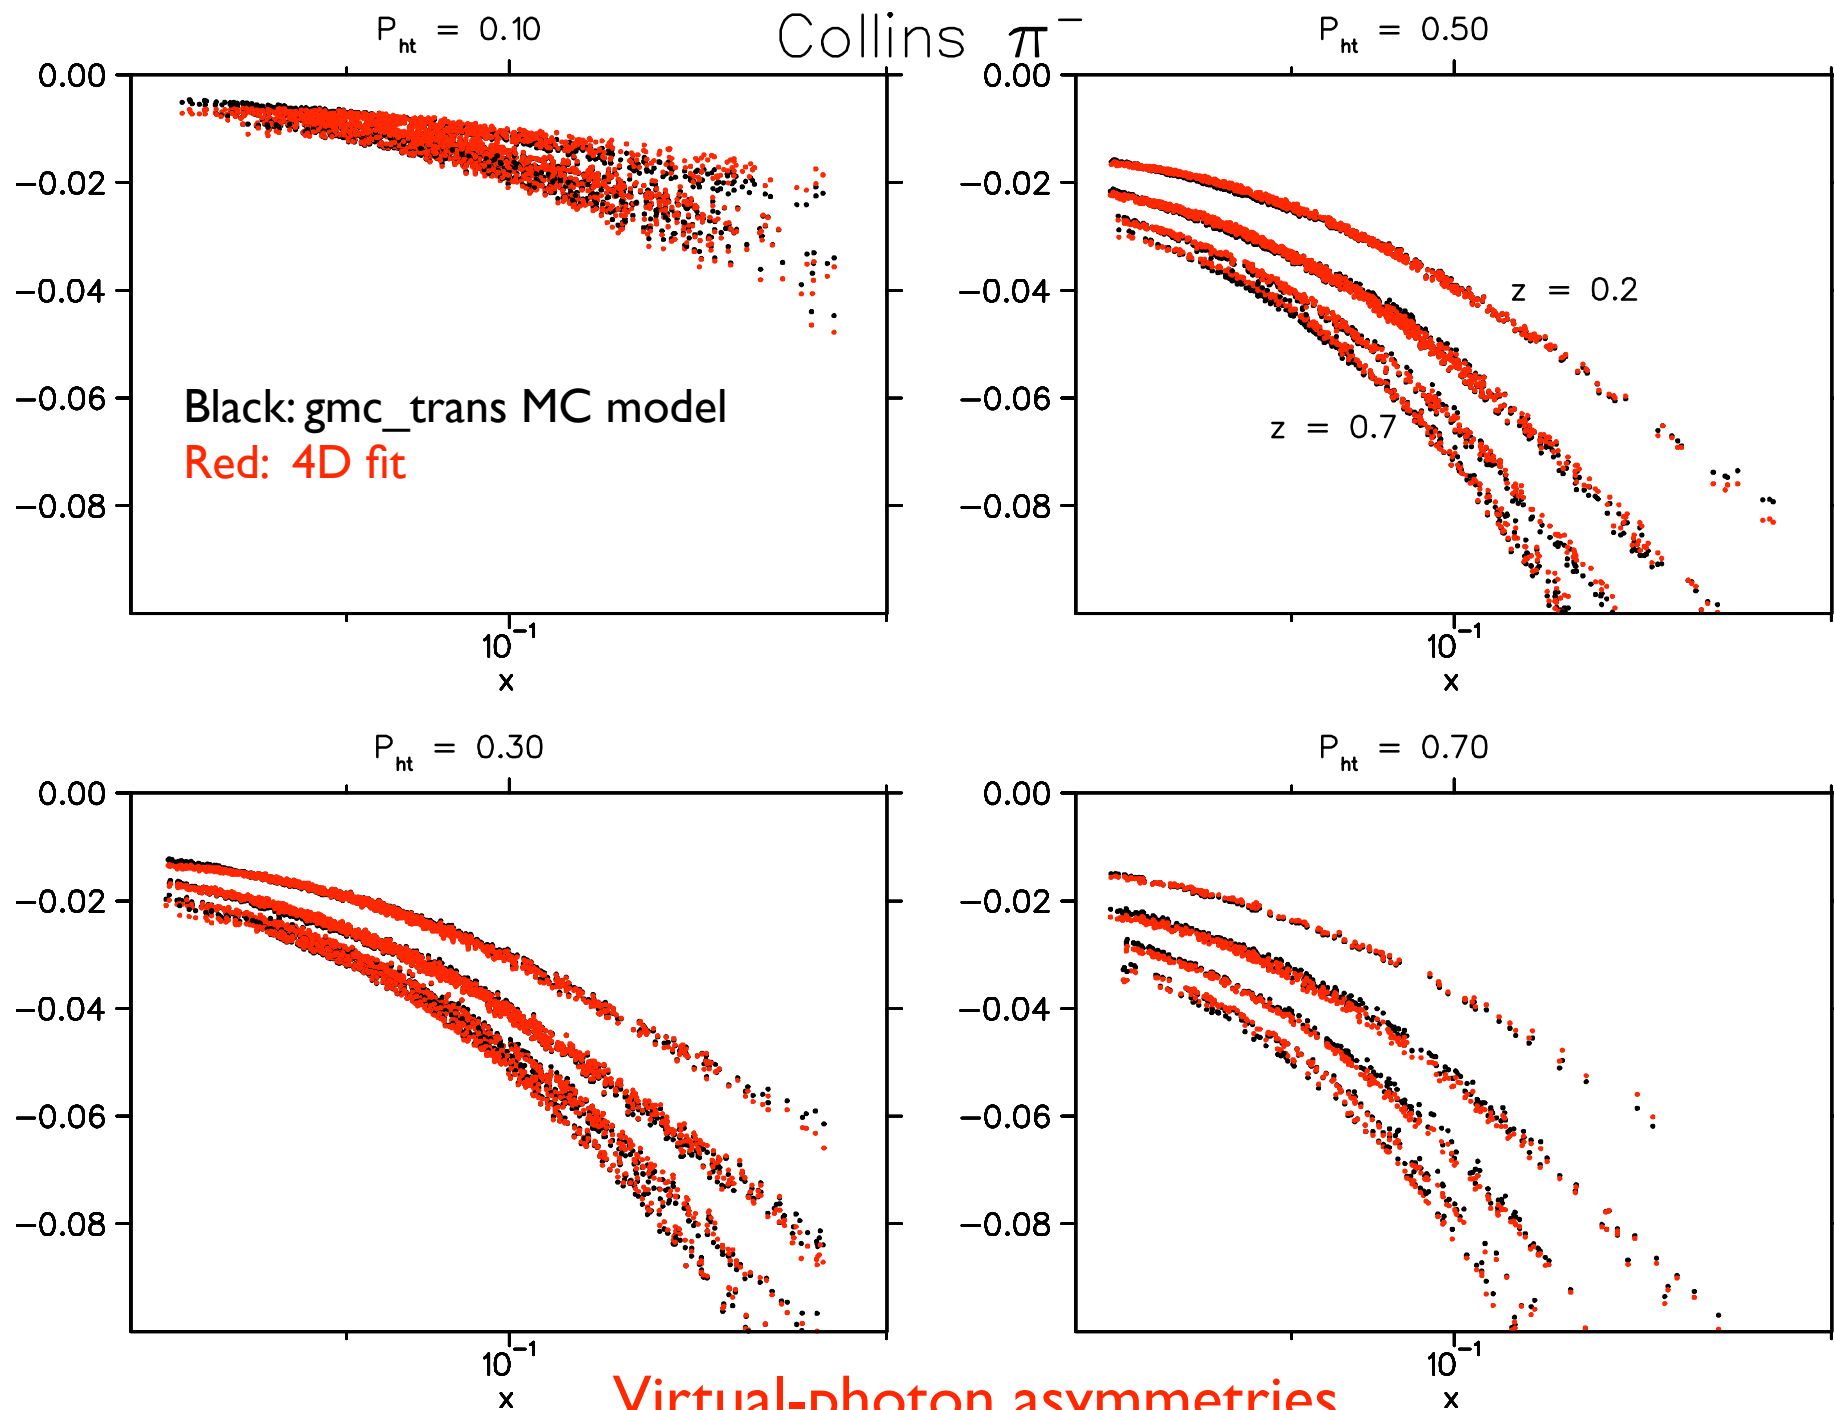 Collins π⁻
P_ht = 0.10
0.00
−0.02
−0.04
−0.06
−0.08
Black: gmc_trans MC model
Red: 4D fit
10⁻¹
x
P_ht = 0.50
0.00
−0.02
−0.04
−0.06
−0.08
z = 0.2
z = 0.7
10⁻¹
x
P_ht = 0.30
0.00
−0.02
−0.04
−0.06
−0.08
10⁻¹
x
P_ht = 0.70
0.00
−0.02
−0.04
−0.06
−0.08
10⁻¹
x
Virtual-photon asymmetries